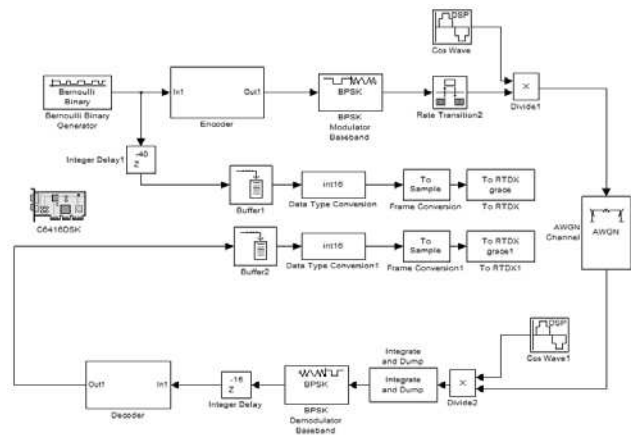 DSP
Cos Wave
Bernoulli
Binary
Bernoulli Binary
Generator
In1
Out1
Encoder
BPSK
BPSK
Modulator
Baseband
Rate Transition2
×
Divide1
-40
Z
Integer Delay1
Buffer1
int16
Data Type Conversion
To
Sample
Frame Conversion
To RTDX
grace
To RTDX
C6416DSK
Buffer2
int16
Data Type Conversion1
To
Sample
Frame Conversion1
To RTDX
grace1
To RTDX1
AWGN
Channel
AWGN
DSP
Cos Wave1
Out1
In1
Decoder
-16
Z
Integer Delay
BPSK
BPSK
Demodulator
Baseband
Integrate
and Dump
Integrate
and Dump
×
Divide2